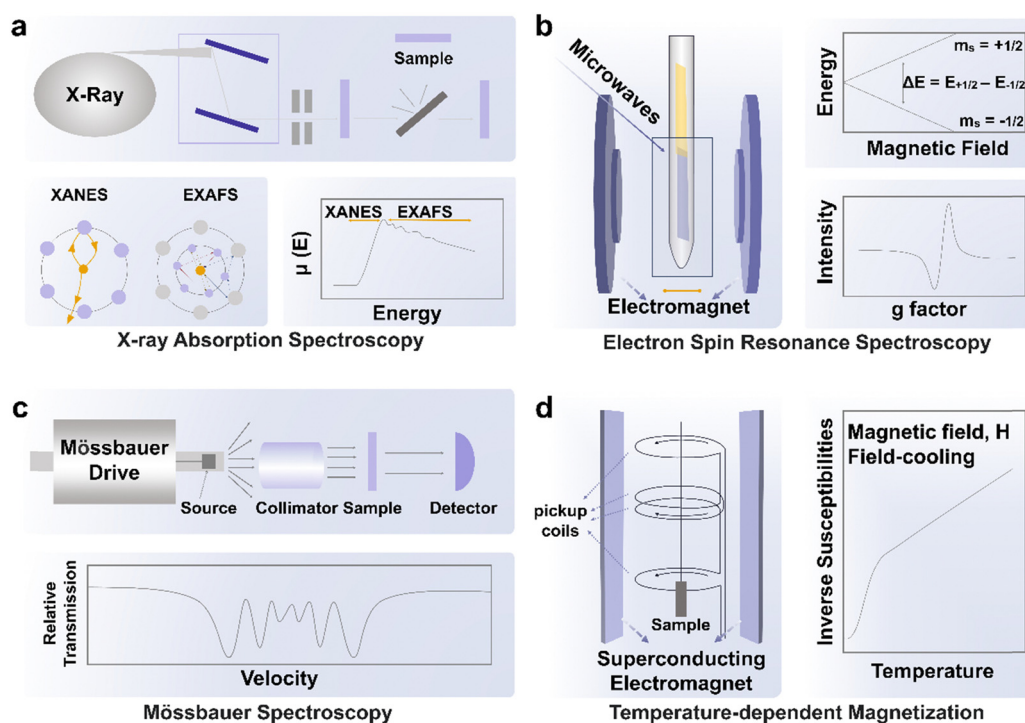 a
X-Ray
Sample
XANES
EXAFS
XANES EXAFS
μ (E)
Energy
X-ray Absorption Spectroscopy
b
Microwaves
Electromagnet
Energy
mₛ = +1/2
ΔE = E₊₁/₂ – E₋₁/₂
mₛ = -1/2
Magnetic Field
Intensity
g factor
Electron Spin Resonance Spectroscopy
c
Mössbauer
Drive
Source
Collimator
Sample
Detector
Relative
Transmission
Velocity
Mössbauer Spectroscopy
d
pickup
coils
Sample
Superconducting
Electromagnet
Inverse Susceptibilities
Magnetic field, H
Field-cooling
Temperature
Temperature-dependent Magnetization